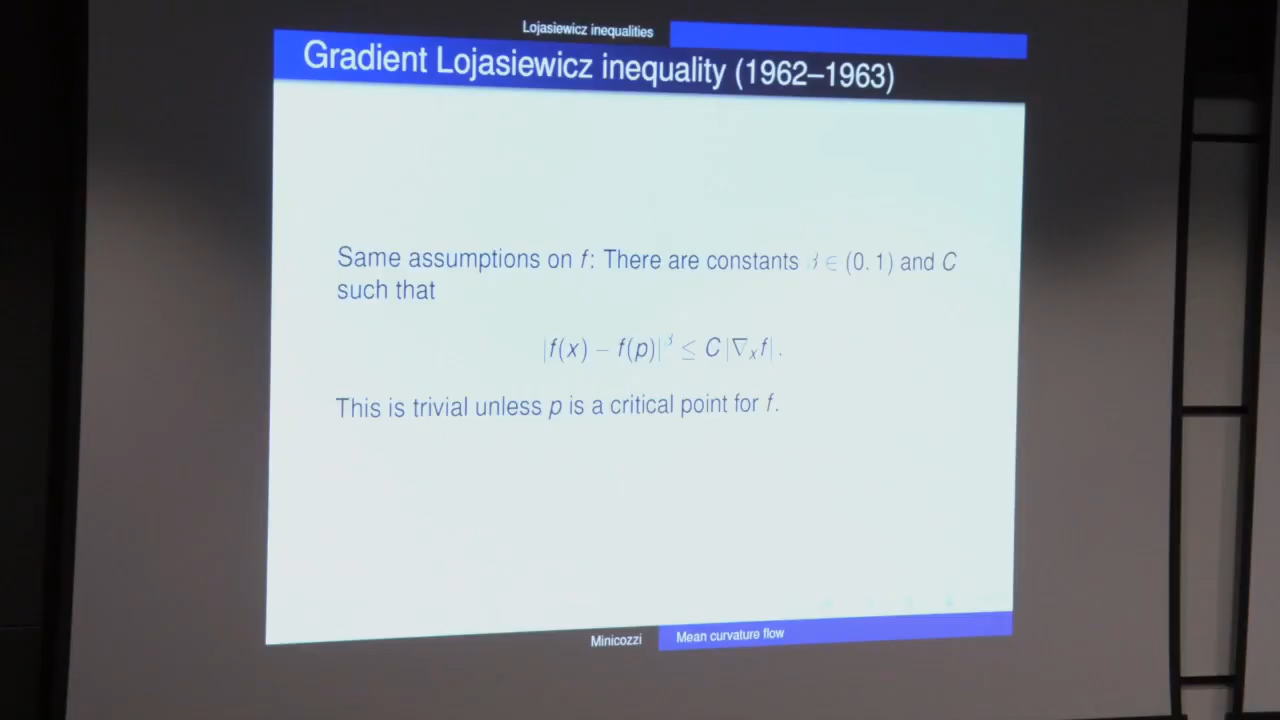 Lojasiewicz inequalities
Gradient Lojasiewicz inequality (1962–1963)
Same assumptions on f: There are constants β ∈ (0, 1) and C
such that
|f(x) − f(p)|^β ≤ C |∇ₓf| .
This is trivial unless p is a critical point for f.
Minicozzi
Mean curvature flow